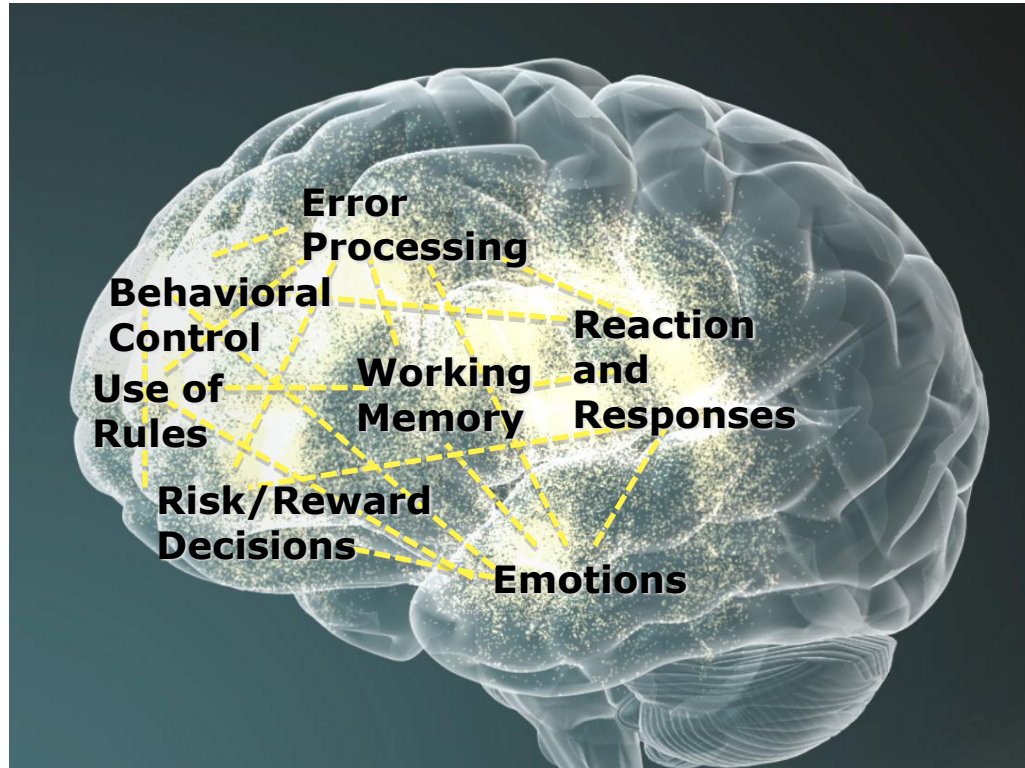 Error
Processing
Behavioral
Control
Reaction
and
Responses
Working
Memory
Use of
Rules
Risk/Reward
Decisions
Emotions